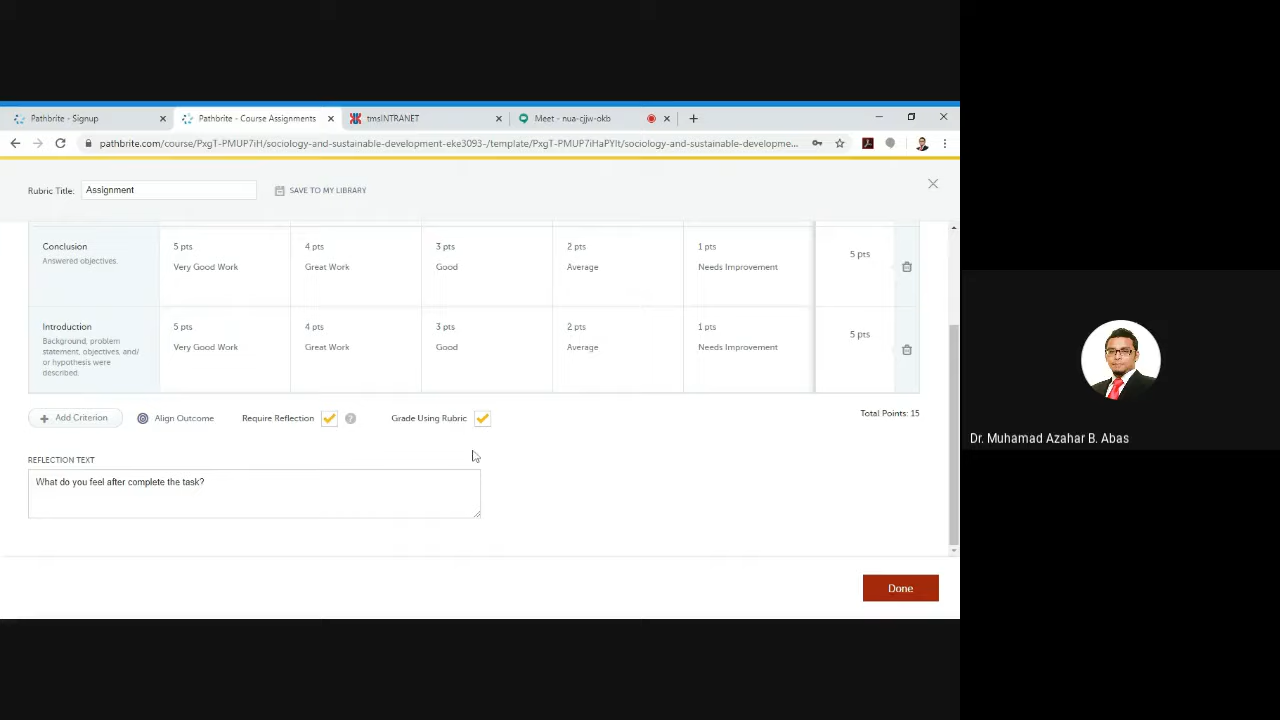 Pathbrite - Signup
Pathbrite - Course Assignments
tmsINTRANET
Meet - nua-cjjw-okb
pathbrite.com/course/PxgT-PMUP7iH/sociology-and-sustainable-development-eke3093-/template/PxgT-PMUP7iHaPYlt/sociology-and-sustainable-developme...
Rubric Title: Assignment SAVE TO MY LIBRARY
Conclusion 5 pts 4 pts 3 pts 2 pts 1 pts 5 pts
Answered objectives. Very Good Work Great Work Good Average Needs Improvement
Introduction 5 pts 4 pts 3 pts 2 pts 1 pts 5 pts
Background, problem Very Good Work Great Work Good Average Needs Improvement
statement, objectives, and/
or hypothesis were
described.
+ Add Criterion Align Outcome Require Reflection ? Grade Using Rubric Total Points: 15
REFLECTION TEXT
What do you feel after complete the task?
Done
Dr. Muhamad Azahar B. Abas